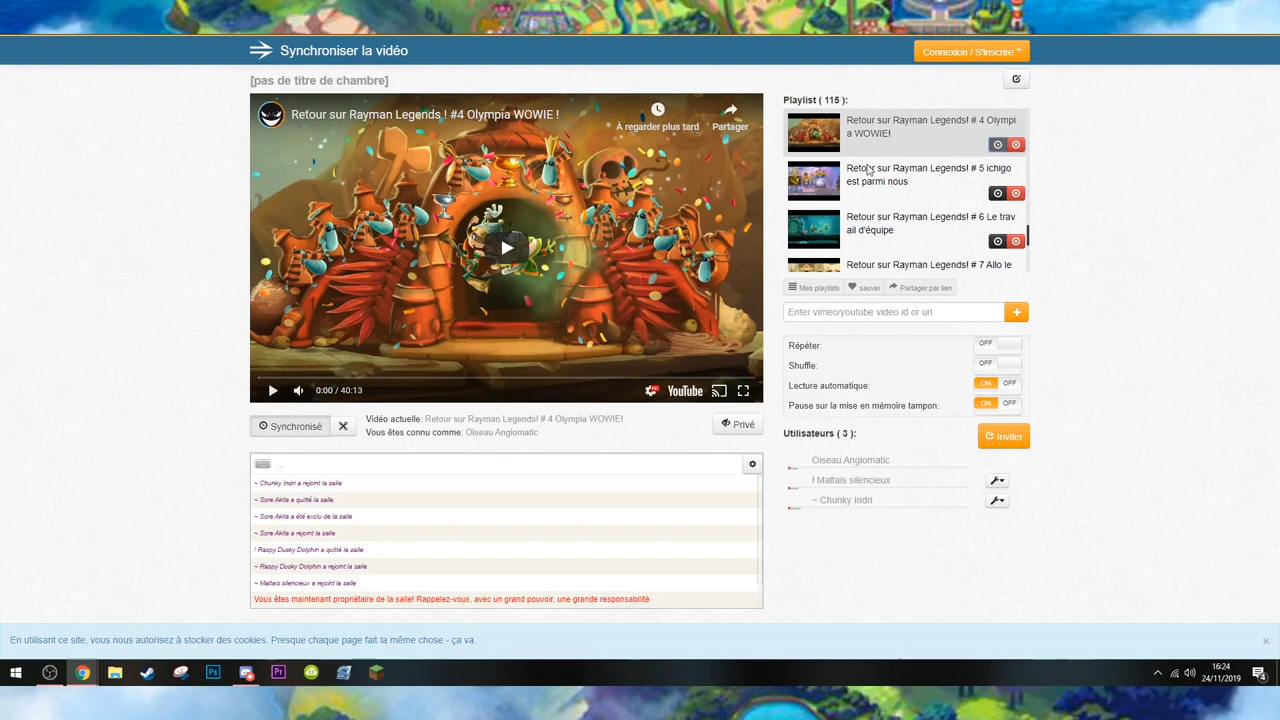 Synchroniser la vidéo
Connexion / S'inscrire
[pas de titre de chambre]
Retour sur Rayman Legends ! #4 Olympia WOWIE !
À regarder plus tard
Partager
0:00 / 40:13
YouTube
Playlist ( 115 ):
Retour sur Rayman Legends! # 4 Olympi
a WOWIE!
Retour sur Rayman Legends! # 5 ichigo
est parmi nous
Retour sur Rayman Legends! # 6 Le trav
ail d'équipe
Retour sur Rayman Legends! # 7 Allo le
Mes playlists
sauver
Partager par lien
Enter vimeo/youtube video id or url
Répéter:
OFF
Shuffle:
OFF
Lecture automatique:
ON OFF
Pause sur la mise en mémoire tampon:
ON OFF
Synchronisé
Vidéo actuelle: Retour sur Rayman Legends! # 4 Olympia WOWIE!
Vous êtes connu comme: Oiseau Angiomatic
Privé
Utilisateurs ( 3 ):
Inviter
Oiseau Angiomatic
! Maltais silencieux
~ Chunky Indri
...
~ Chunky Indri a rejoint la salle
~ Sore Akita a quitté la salle
~ Sore Akita a été exclu de la salle
~ Sore Akita a rejoint la salle
! Raspy Dusky Dolphin a quitté la salle
~ Raspy Dusky Dolphin a rejoint la salle
~ Maltais silencieux a rejoint la salle
Vous êtes maintenant propriétaire de la salle! Rappelez-vous, avec un grand pouvoir, une grande responsabilité
En utilisant ce site, vous nous autorisez à stocker des cookies. Presque chaque page fait la même chose - ça va.
×
Ps
Pr
16:24
24/11/2019
4